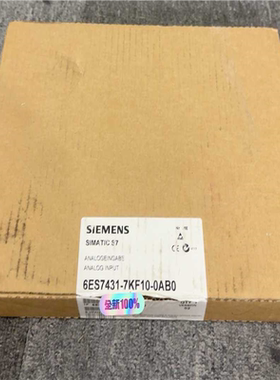 SIEMENS
SIMATIC S7
ANALOGEINGABE
ANALOG INPUT
6ES7431-7KF10-0AB0
全新100%